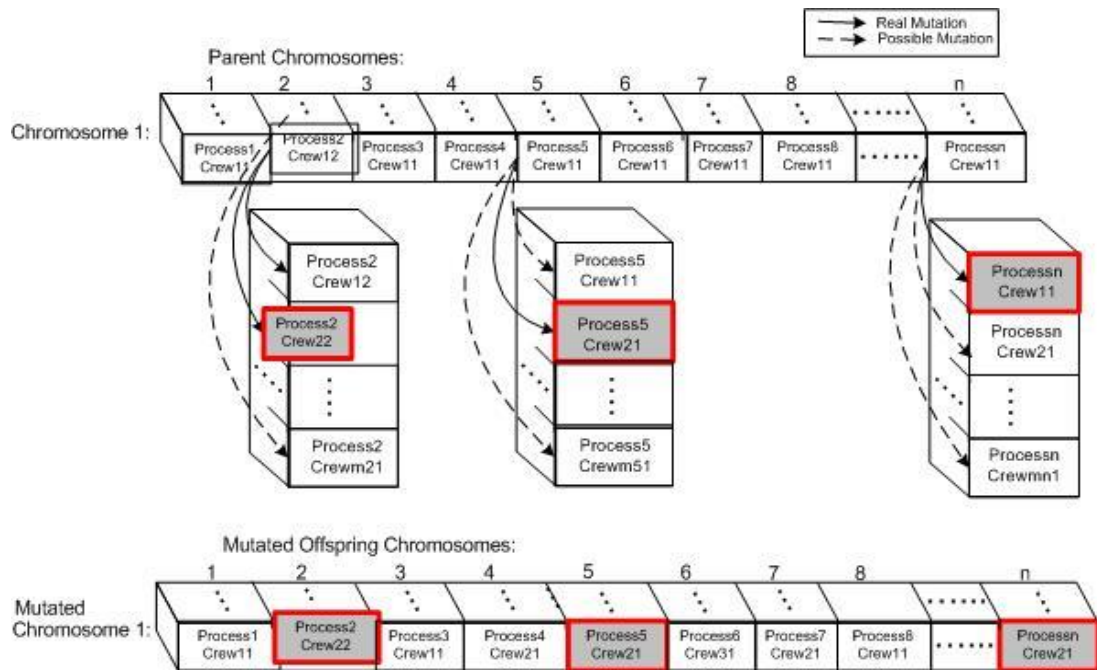 Real Mutation
Possible Mutation
Parent Chromosomes:
1 2 3 4 5 6 7 8 n
Chromosome 1:
Process1 Process2 Process3 Process4 Process5 Process6 Process7 Process8 Processn
Crew11 Crew12 Crew11 Crew11 Crew11 Crew11 Crew11 Crew11 Crew11
Process2
Crew12
Process2
Crew22
Process2
Crewm21
Process5
Crew11
Process5
Crew21
Process5
Crewm51
Processn
Crew11
Processn
Crew21
Processn
Crewmn1
Mutated Offspring Chromosomes:
1 2 3 4 5 6 7 8 n
Mutated
Chromosome 1:
Process1 Process2 Process3 Process4 Process5 Process6 Process7 Process8 Processn
Crew11 Crew22 Crew11 Crew21 Crew21 Crew31 Crew21 Crew11 Crew21